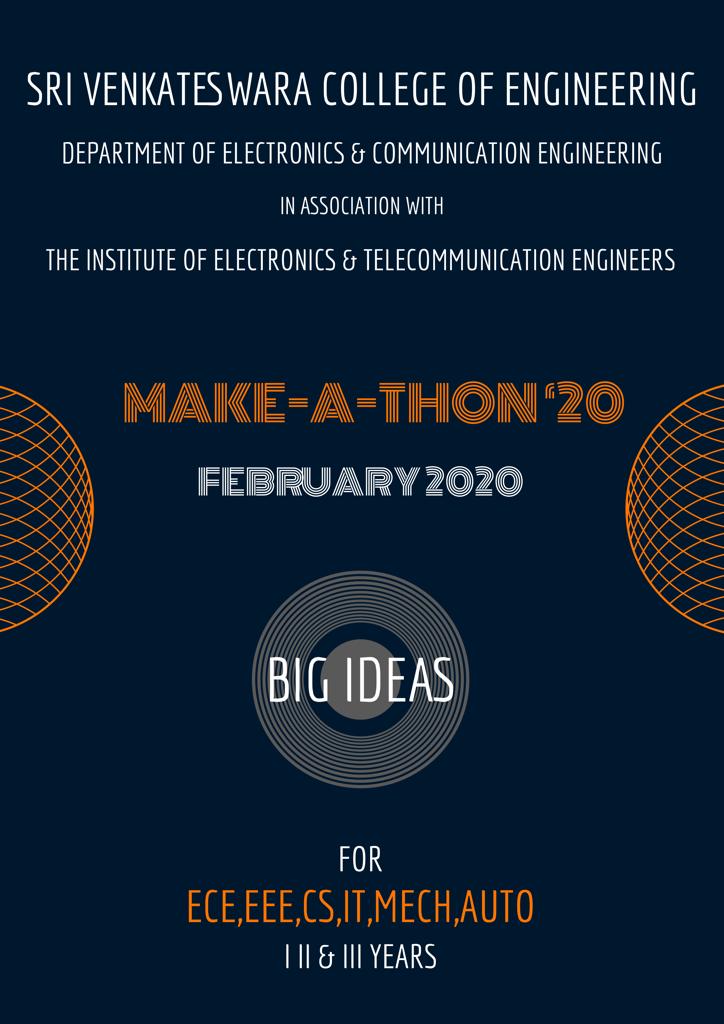 SRI VENKATESWARA COLLEGE OF ENGINEERING
DEPARTMENT OF ELECTRONICS & COMMUNICATION ENGINEERING
IN ASSOCIATION WITH
THE INSTITUTE OF ELECTRONICS & TELECOMMUNICATION ENGINEERS
MAKE-A-THON ‘20
FEBRUARY 2020
BIG IDEAS
FOR
ECE,EEE,CS,IT,MECH,AUTO
I II & III YEARS